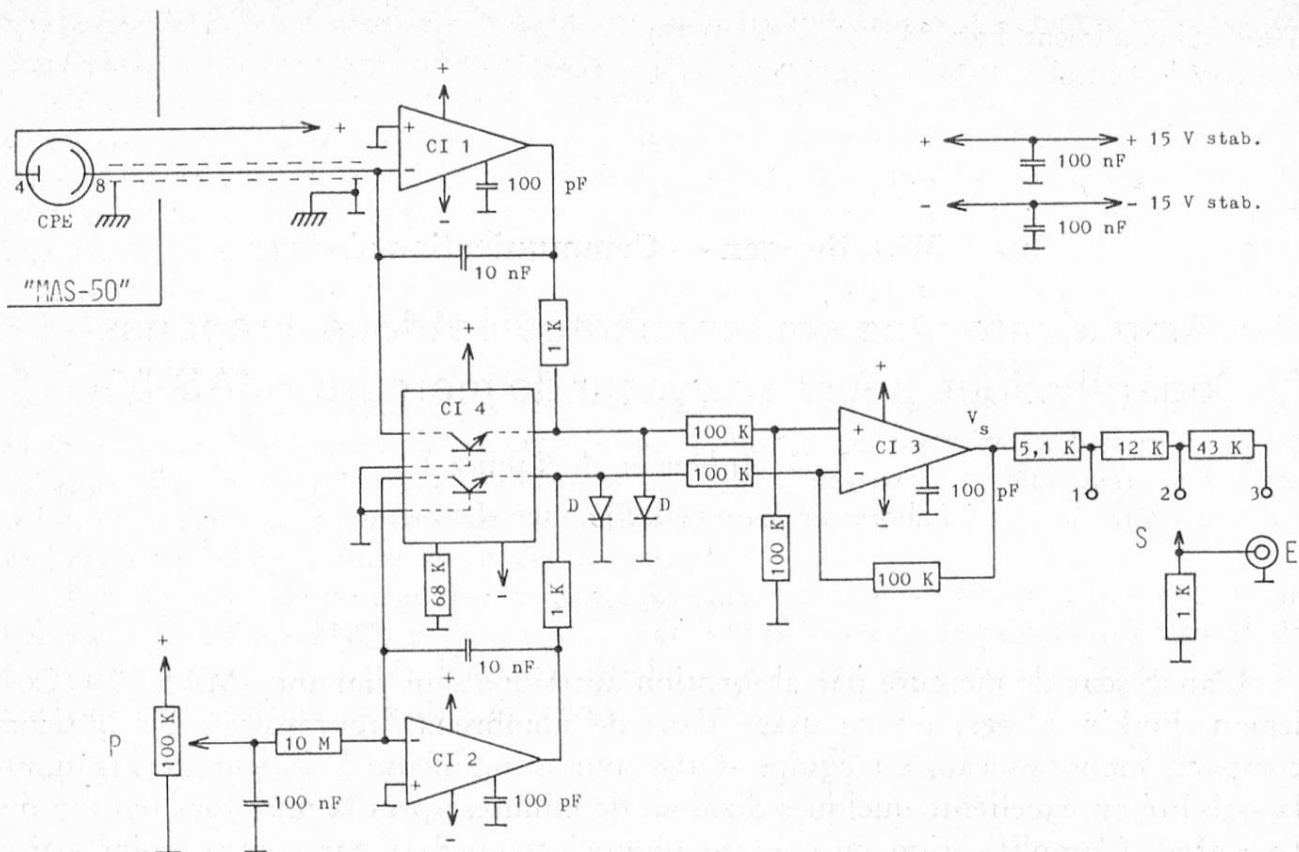 +
+
CI 1
+
-
-
100 pF
4
8
CPE
"MAS-50"
10 nF
1 K
+
CI 4
-
68 K
1 K
10 nF
+ + 15 V stab.
100 nF
- - 15 V stab.
100 nF
D
D
100 K
100 K
100 K
+
+
-
CI 3
-
100 pF
100 K
Vs
5,1 K
12 K
43 K
1
2
3
S
E
1 K
+
P
100 K
10 M
100 nF
+
-
CI 2
+
-
100 pF